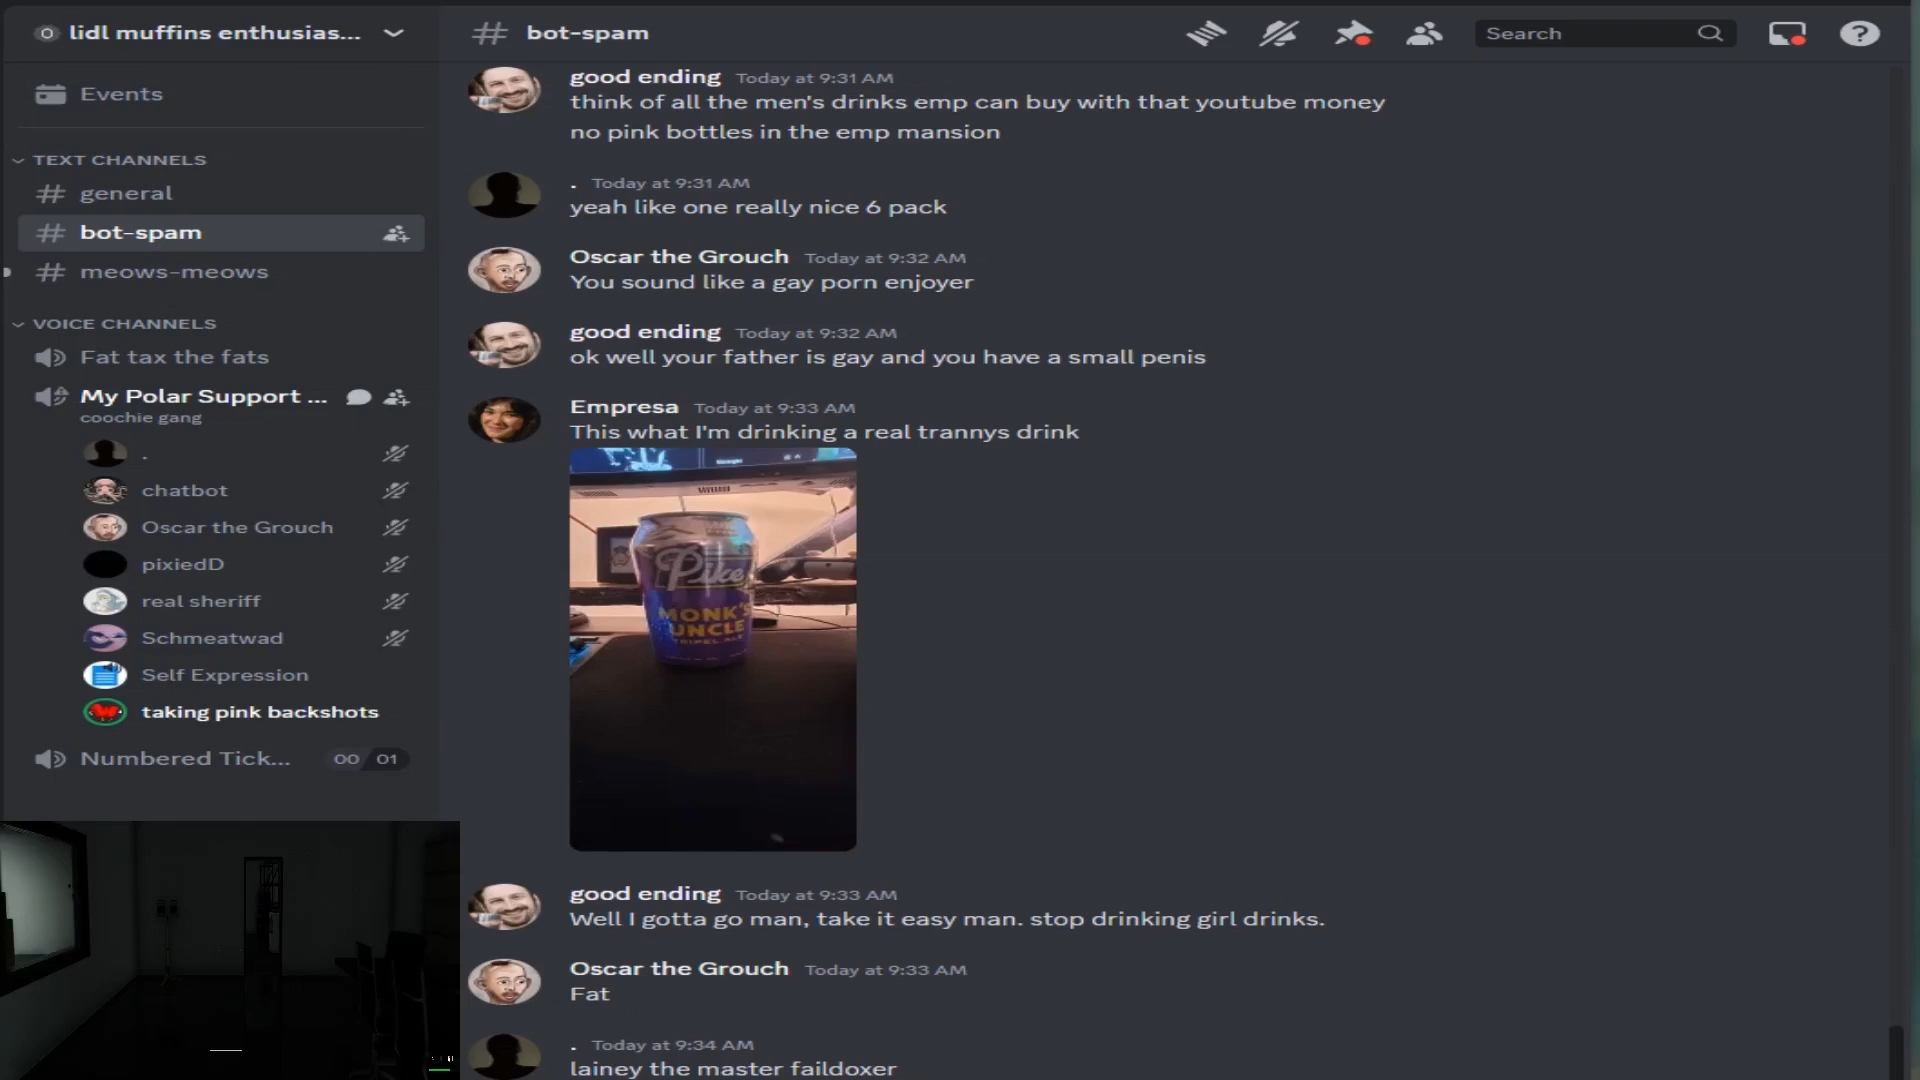 lidl muffins enthusias...
Events
TEXT CHANNELS
general
bot-spam
meows-meows
VOICE CHANNELS
Fat tax the fats
My Polar Support ...
coochie gang
.
chatbot
Oscar the Grouch
pixiedD
real sheriff
Schmeatwad
Self Expression
taking pink backshots
Numbered Tick... 00 01
bot-spam
Search
good ending Today at 9:31 AM
think of all the men's drinks emp can buy with that youtube money
no pink bottles in the emp mansion
. Today at 9:31 AM
yeah like one really nice 6 pack
Oscar the Grouch Today at 9:32 AM
You sound like a gay porn enjoyer
good ending Today at 9:32 AM
ok well your father is gay and you have a small penis
Empresa Today at 9:33 AM
This what I'm drinking a real trannys drink
Pike
MONK'S
UNCLE
TRIPEL ALE
good ending Today at 9:33 AM
Well I gotta go man, take it easy man. stop drinking girl drinks.
Oscar the Grouch Today at 9:33 AM
Fat
. Today at 9:34 AM
lainey the master faildoxer